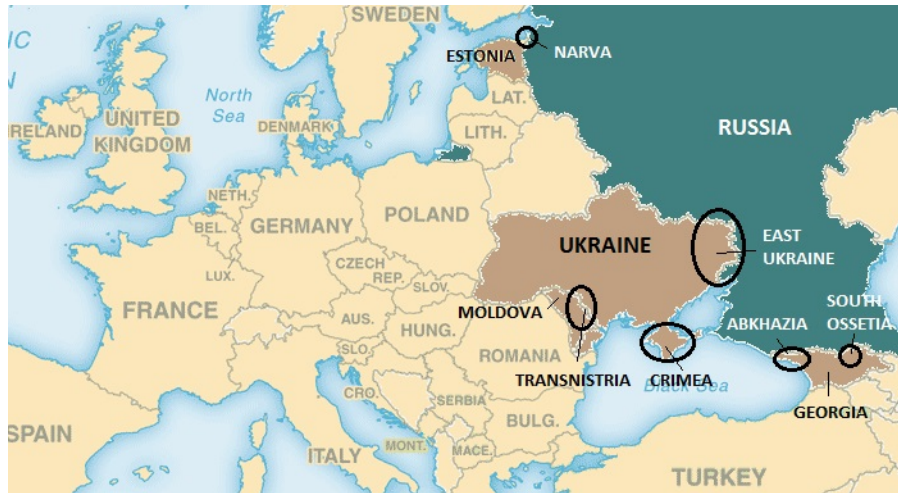 SWEDEN
IC
N
ESTONIA
NARVA
North
Sea
LAT.
LITH.
DENMARK
IRELAND
UNITED
KINGDOM
RUSSIA
NETH.
BEL.
GERMANY
POLAND
LUX.
CZECH
REP.
SLOV.
UKRAINE
EAST
UKRAINE
FRANCE
AUS.
HUNG.
MOLDOVA
SLO.
ROMANIA
ABKHAZIA
SOUTH
OSSETIA
CRO.
TRANSNISTRIA
CRIMEA
Black Sea
SERBIA
BULG.
GEORGIA
SPAIN
ITALY
MONT.
MACE.
TURKEY